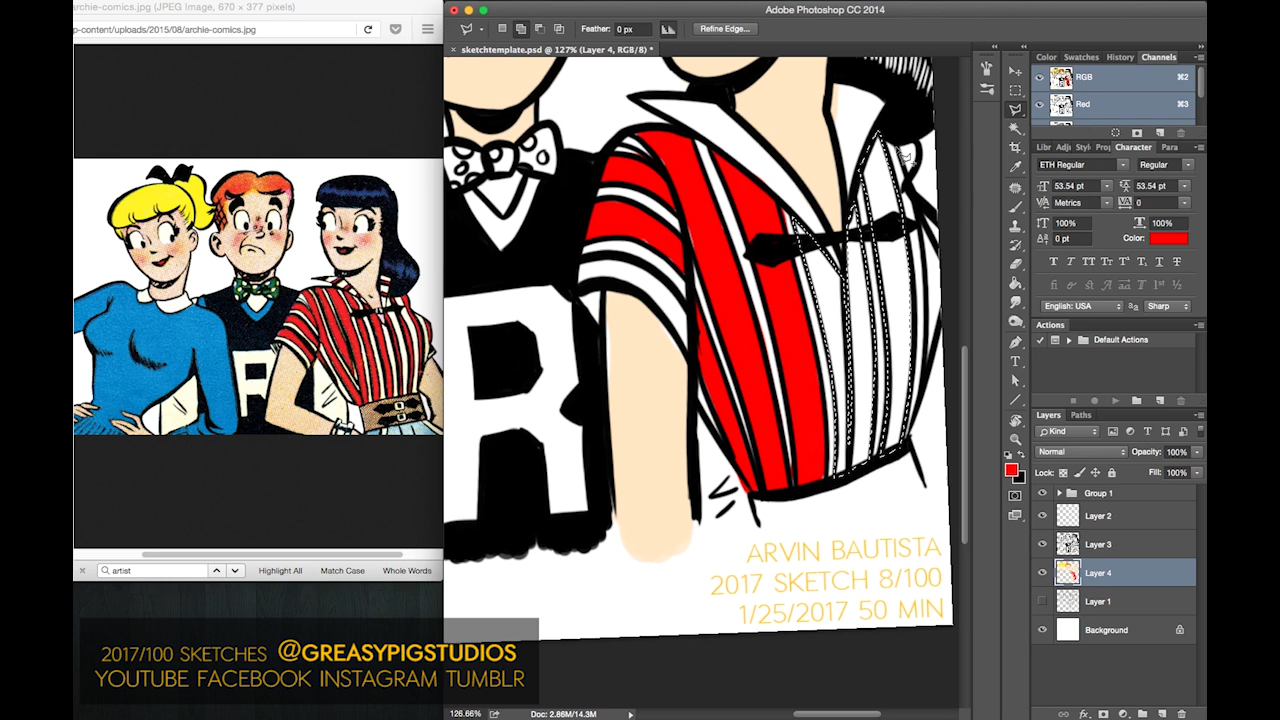 archie-comics.jpg (JPEG Image, 670 × 377 pixels)
p-content/uploads/2015/08/archie-comics.jpg
artist
Highlight All
Match Case
Whole Words
2017/100 SKETCHES @GREASYPIGSTUDIOS
YOUTUBE FACEBOOK INSTAGRAM TUMBLR
Adobe Photoshop CC 2014
Feather: 0 px
Refine Edge...
sketchtemplate.psd @ 127% (Layer 4, RGB/8) *
R
ARVIN BAUTISTA
2017 SKETCH 8/100
1/25/2017 50 MIN
126.66%
Doc: 2.86M/14.3M
Color Swatches History Channels
RGB ⌘2
Red ⌘3
Libr Adj Styl Prop Character Para
ETH Regular Regular
53.54 pt 53.54 pt
Metrics 0
100% 100%
0 pt Color:
English: USA Sharp
Actions
Default Actions
Layers Paths
Kind
Normal Opacity: 100%
Lock: Fill: 100%
Group 1
Layer 2
Layer 3
Layer 4
Layer 1
Background